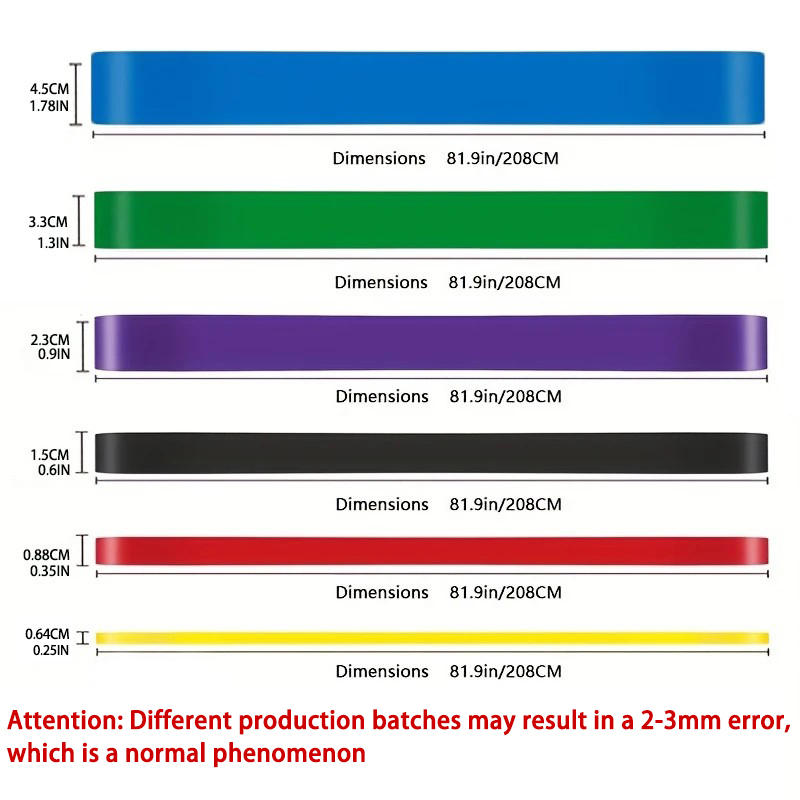 4.5CM
1.78IN
Dimensions 81.9in/208CM
3.3CM
1.3IN
Dimensions 81.9in/208CM
2.3CM
0.9IN
Dimensions 81.9in/208CM
1.5CM
0.6IN
Dimensions 81.9in/208CM
0.88CM
0.35IN
Dimensions 81.9in/208CM
0.64CM
0.25IN
Dimensions 81.9in/208CM
Attention: Different production batches may result in a 2-3mm error,
which is a normal phenomenon